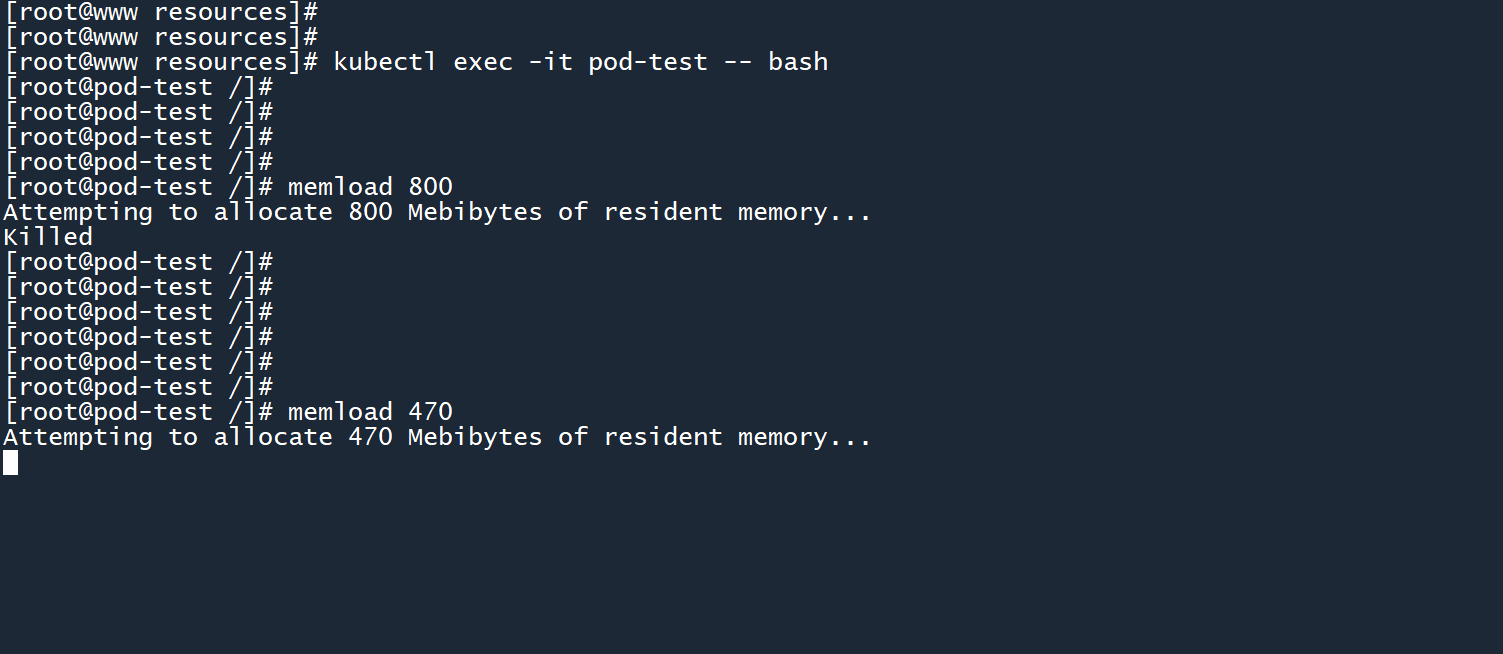 [root@www resources]#
[root@www resources]#
[root@www resources]# kubectl exec -it pod-test -- bash
[root@pod-test /]#
[root@pod-test /]#
[root@pod-test /]#
[root@pod-test /]#
[root@pod-test /]# memload 800
Attempting to allocate 800 Mebibytes of resident memory...
Killed
[root@pod-test /]#
[root@pod-test /]#
[root@pod-test /]#
[root@pod-test /]#
[root@pod-test /]#
[root@pod-test /]#
[root@pod-test /]# memload 470
Attempting to allocate 470 Mebibytes of resident memory...